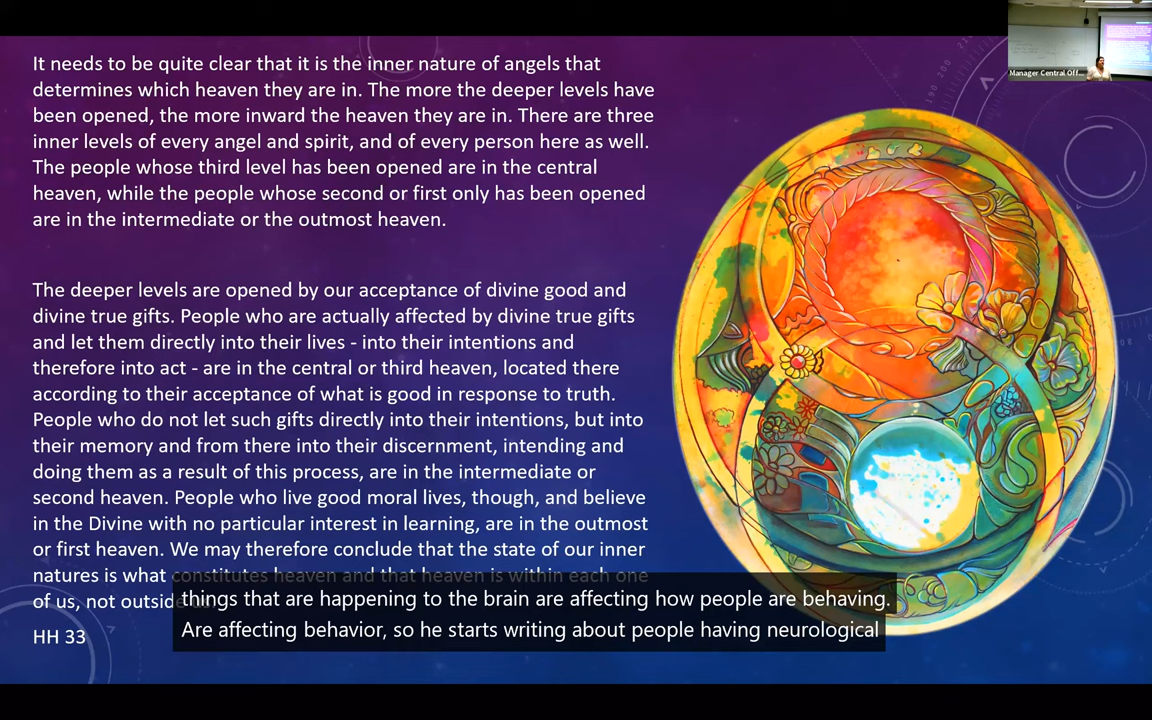 It needs to be quite clear that it is the inner nature of angels that
determines which heaven they are in. The more the deeper levels have
been opened, the more inward the heaven they are in. There are three
inner levels of every angel and spirit, and of every person here as well.
The people whose third level has been opened are in the central
heaven, while the people whose second or first only has been opened
are in the intermediate or the outmost heaven.
The deeper levels are opened by our acceptance of divine good and
divine true gifts. People who are actually affected by divine true gifts
and let them directly into their lives - into their intentions and
therefore into act - are in the central or third heaven, located there
according to their acceptance of what is good in response to truth.
People who do not let such gifts directly into their intentions, but into
their memory and from there into their discernment, intending and
doing them as a result of this process, are in the intermediate or
second heaven. People who live good moral lives, though, and believe
in the Divine with no particular interest in learning, are in the outmost
or first heaven. We may therefore conclude that the state of our inner
natures is what constitutes heaven and that heaven is within each one
of us, not outside
HH 33
things that are happening to the brain are affecting how people are behaving.
Are affecting behavior, so he starts writing about people having neurological
Manager Central Off...